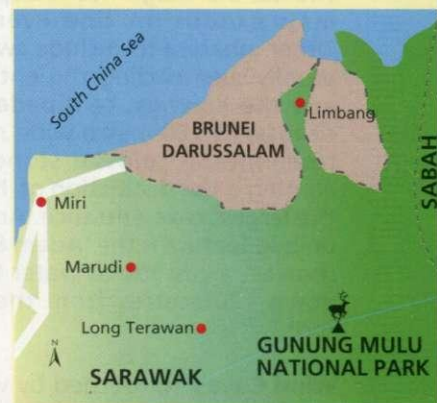 South China Sea
BRUNEI
DARUSSALAM
Limbang
SABAH
Miri
Marudi
Long Terawan
N
GUNUNG MULU
NATIONAL PARK
SARAWAK